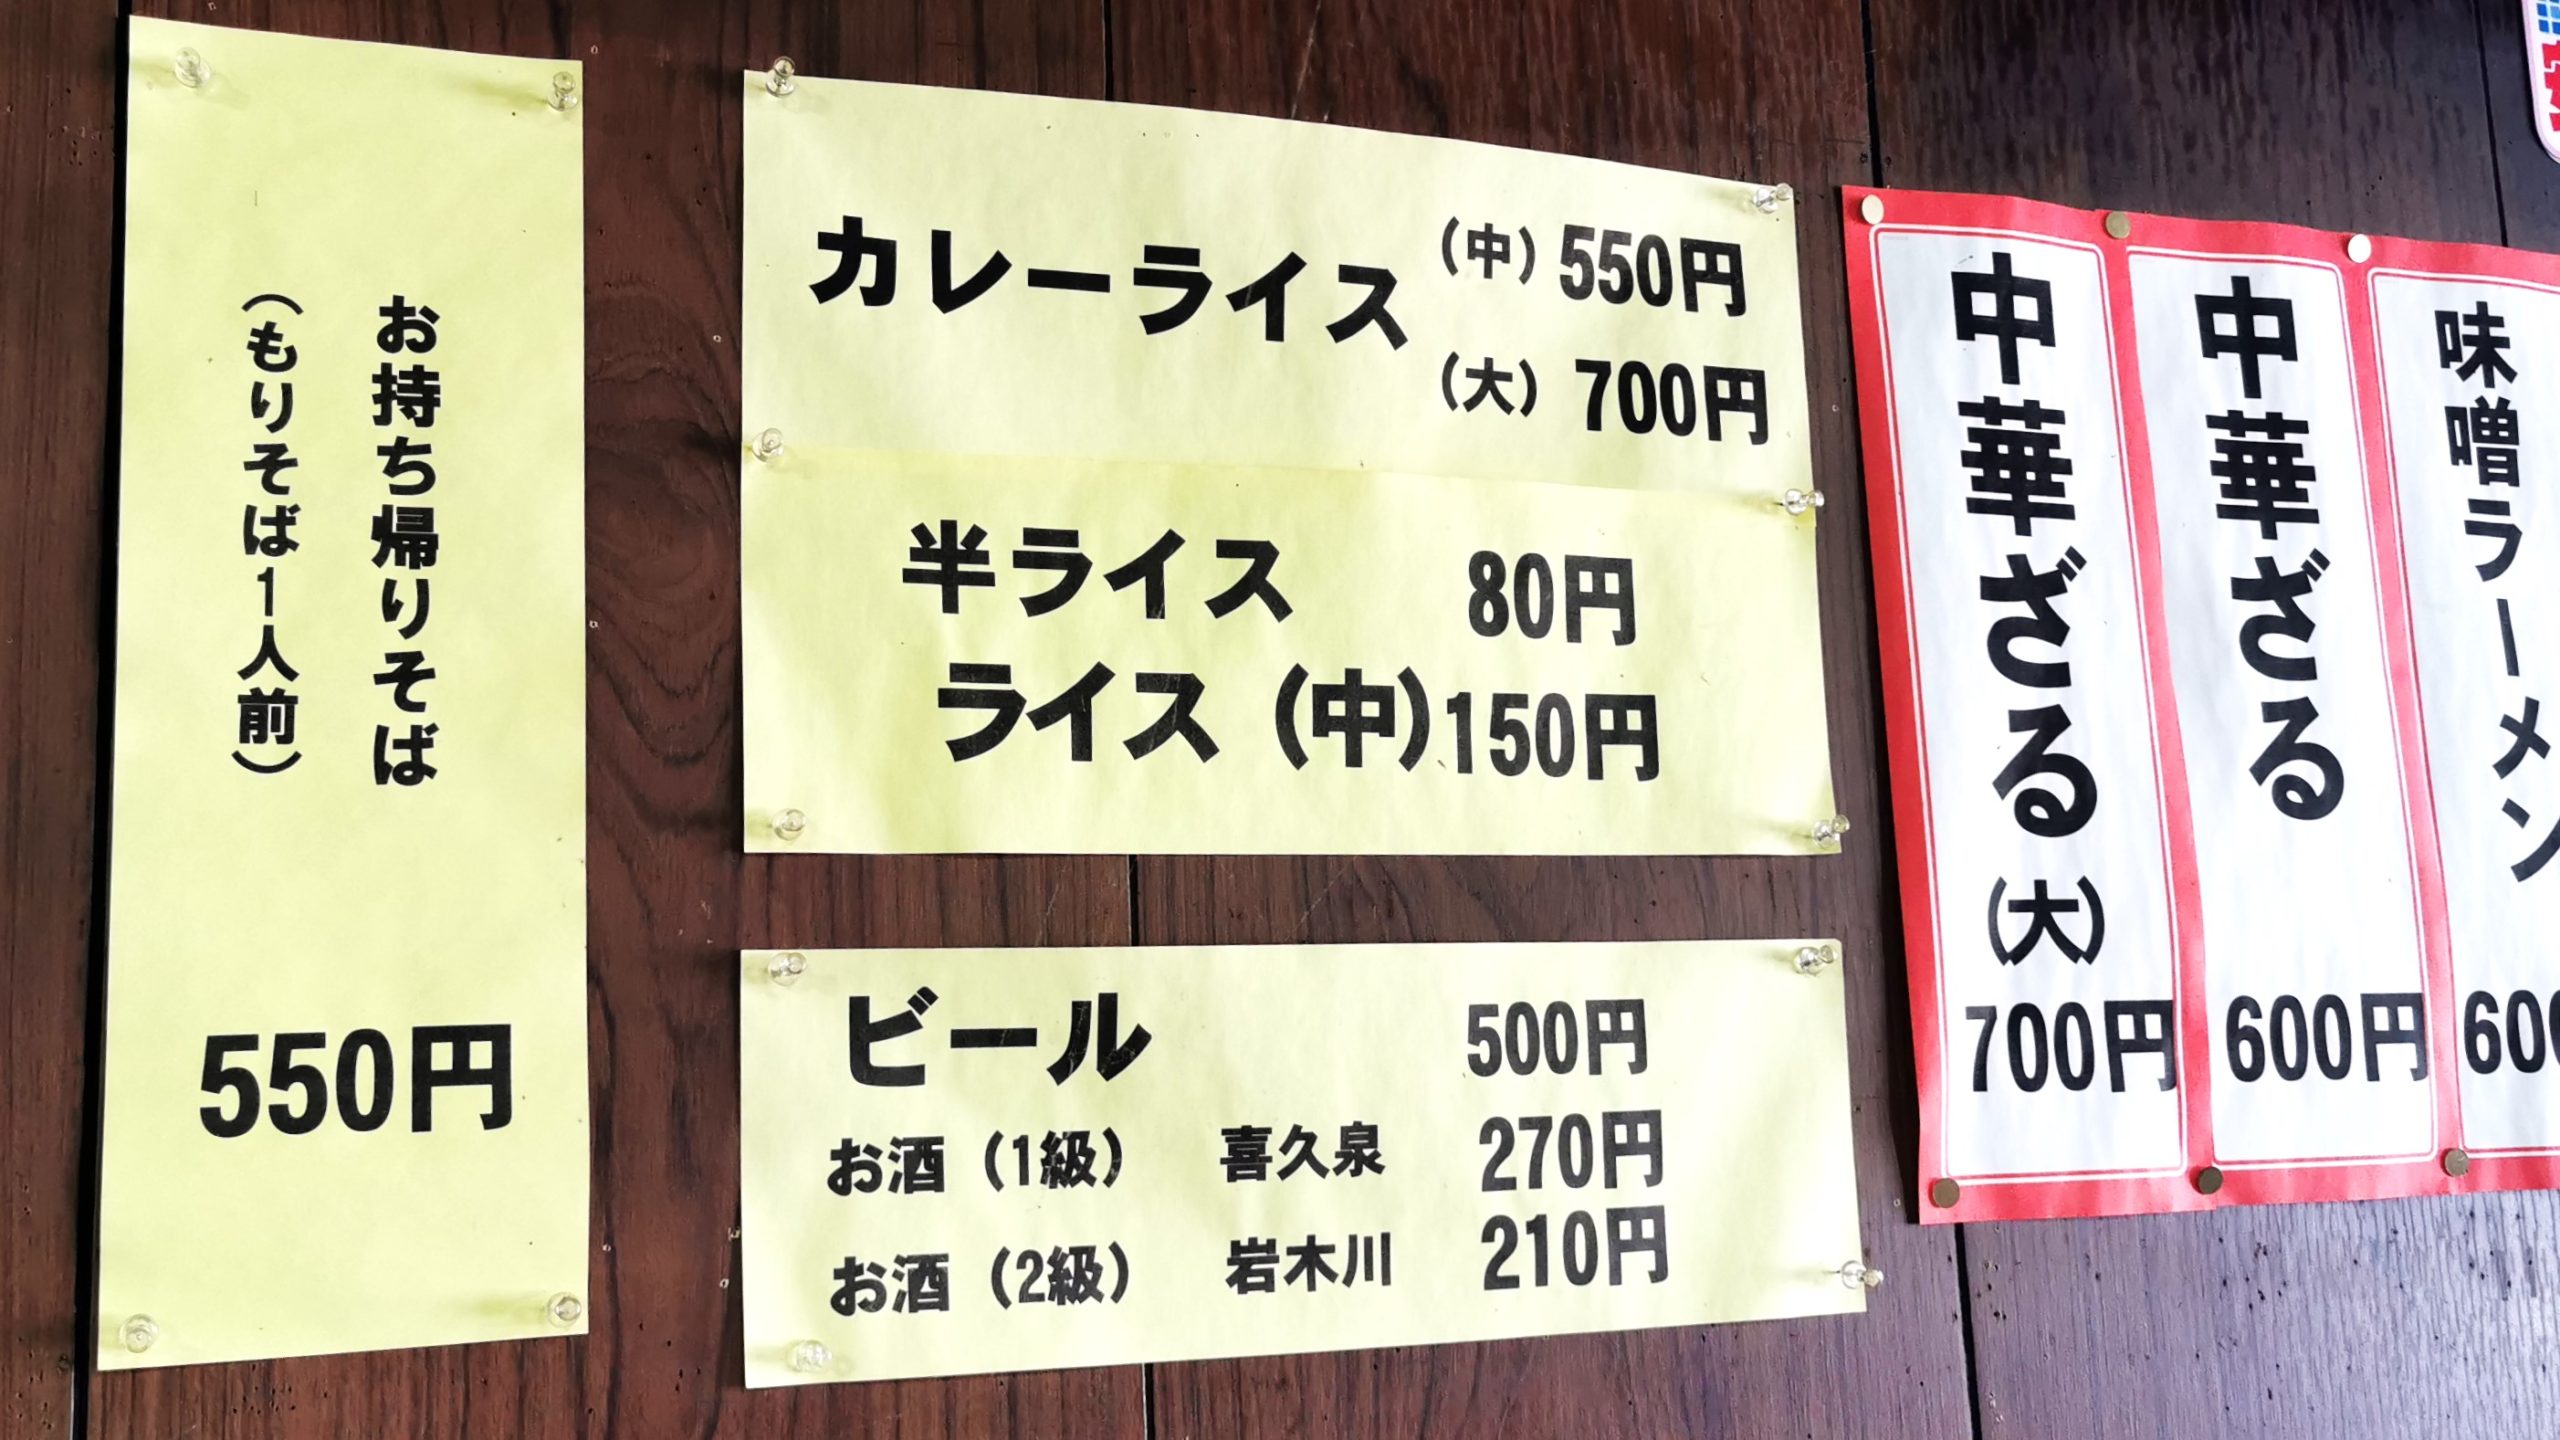 お持ち帰りそば
（もりそば1人前）
550円
カレーライス
（中）550円
（大）700円
半ライス 80円
ライス（中）150円
ビール 500円
お酒（1級） 喜久泉 270円
お酒（2級） 岩木川 210円
中華ざる（大）
700円
中華ざる
600円
味噌ラーメン